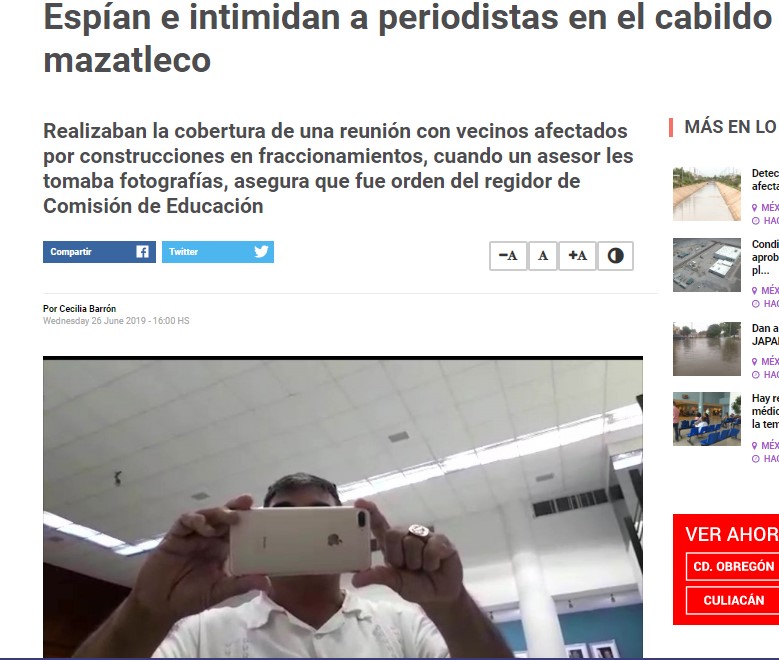 Espían e intimidan a periodistas en el cabildo
mazatleco
Realizaban la cobertura de una reunión con vecinos afectados
por construcciones en fraccionamientos, cuando un asesor les
tomaba fotografías, asegura que fue orden del regidor de
Comisión de Educación
Compartir
Twitter
-A A +A
Por Cecilia Barrón
Wednesday 26 June 2019 - 16:00 HS
MÁS EN LO
Detec
afecta
MÉX
HAC
Condi
aprob
pl...
MÉX
HAC
Dan a
JAPA
MÉX
HAC
Hay re
médic
la tem
MÉX
HAC
VER AHOR
CD. OBREGÓN
CULIACÁN